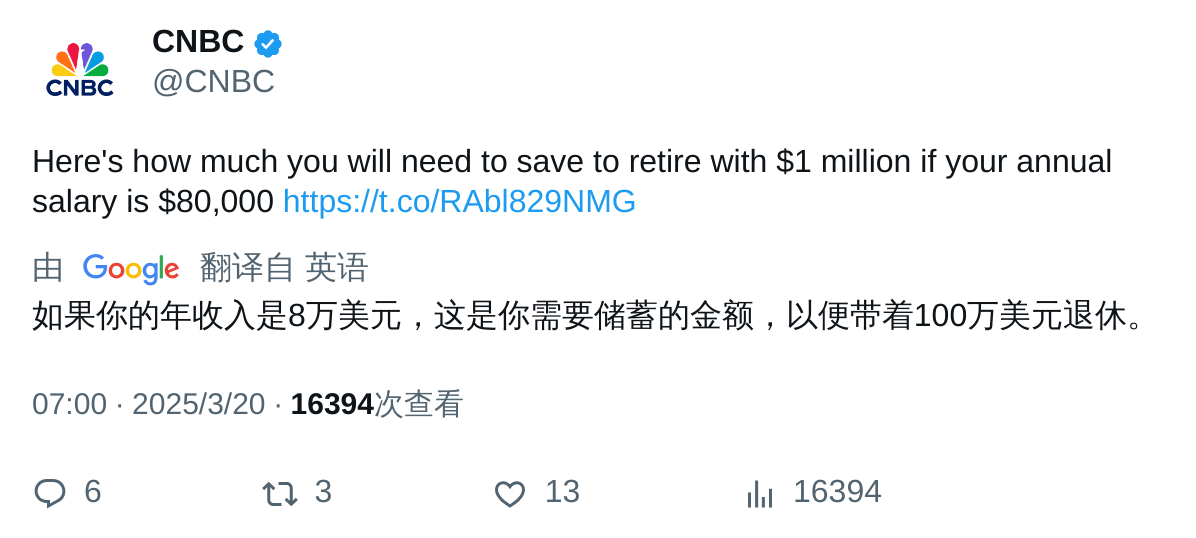 CNBC
CNBC
@CNBC
Here's how much you will need to save to retire with $1 million if your annual
salary is $80,000 https://t.co/RAbl829NMG
由 Google 翻译自 英语
如果你的年收入是8万美元，这是你需要储蓄的金额，以便带着100万美元退休。
07:00 · 2025/3/20 · 16394次查看
6 3 13 16394